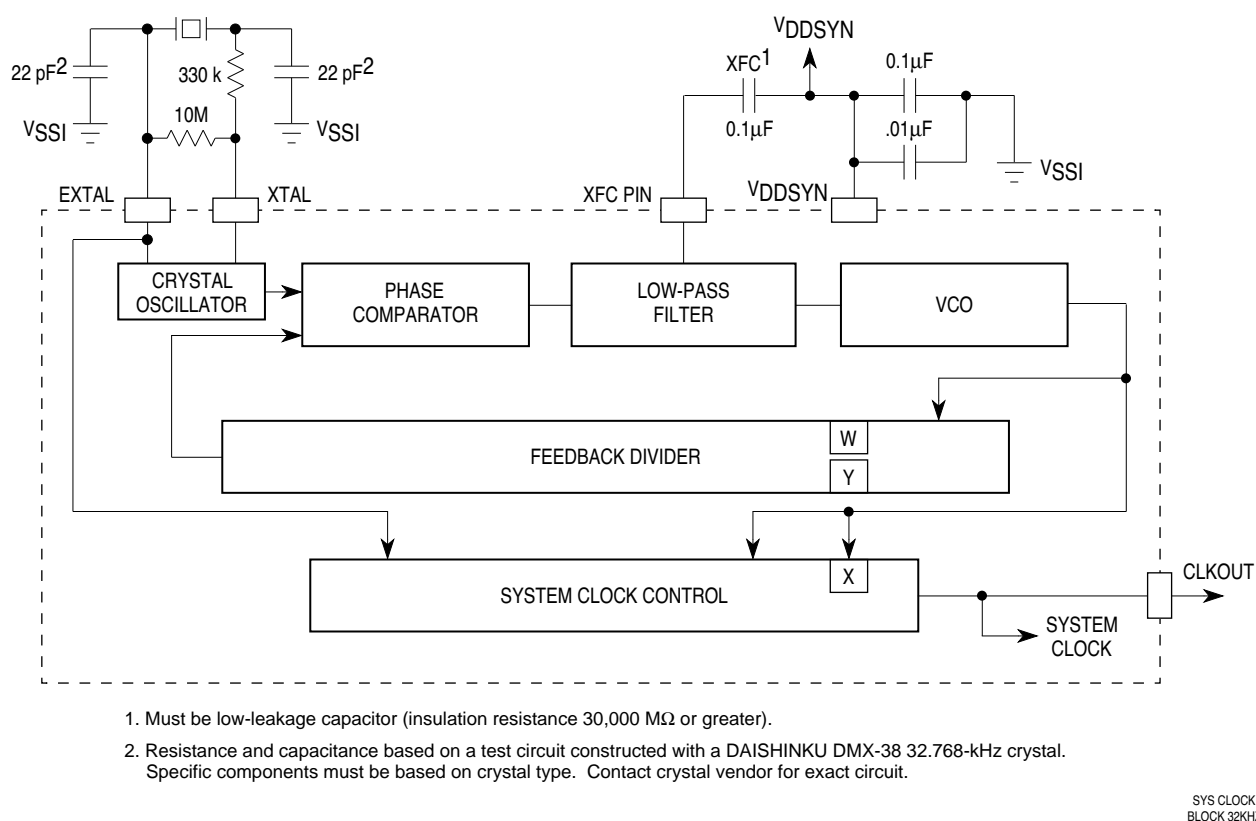 VDDSYN
22 pF2
330 k
22 pF2
XFC1
0.1µF
0.1µF
.01µF
10M
VSSI
VSSI
VSSI
EXTAL
XTAL
XFC PIN
VDDSYN
CRYSTAL
OSCILLATOR
PHASE
COMPARATOR
LOW-PASS
FILTER
VCO
W
FEEDBACK DIVIDER
Y
X
SYSTEM CLOCK CONTROL
CLKOUT
SYSTEM
CLOCK
1. Must be low-leakage capacitor (insulation resistance 30,000 MΩ or greater).
2. Resistance and capacitance based on a test circuit constructed with a DAISHINKU DMX-38 32.768-kHz crystal.
Specific components must be based on crystal type. Contact crystal vendor for exact circuit.
SYS CLOCK
BLOCK 32KH